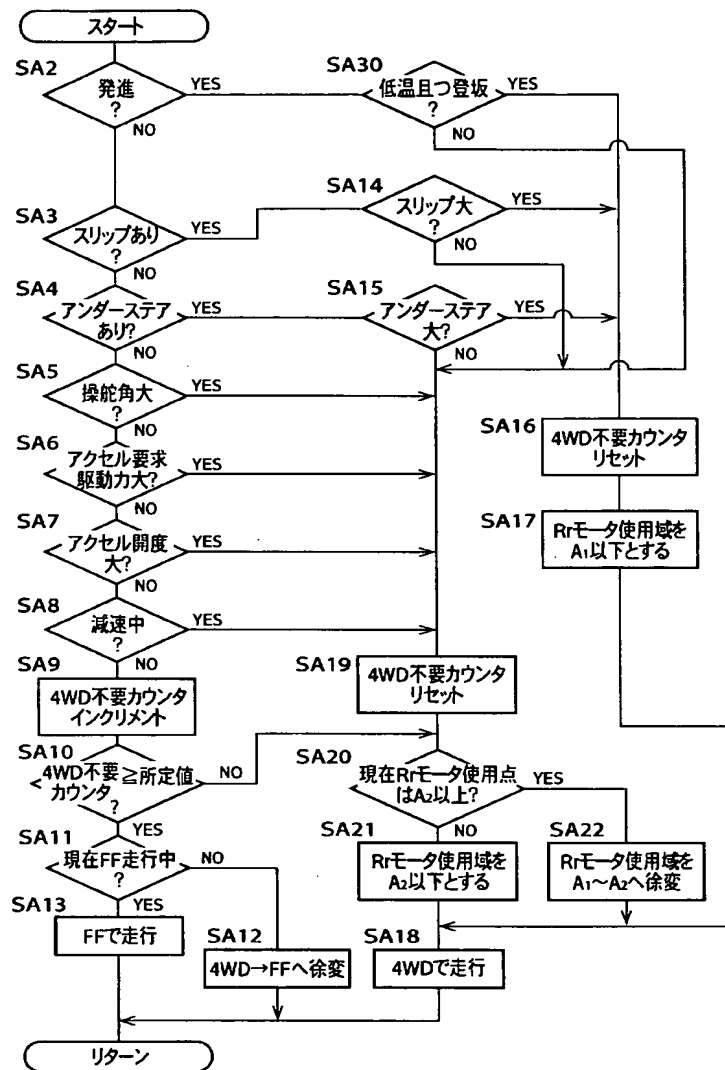 スタート
SA2
発進
?
YES
NO
SA30
低温且つ登坂
?
YES
NO
SA3
スリップあり
?
YES
NO
SA14
スリップ大
?
YES
NO
SA4
アンダーステア
あり?
YES
NO
SA15
アンダーステア
大?
YES
NO
SA5
操舵角大
?
YES
NO
SA6
アクセル要求
駆動力大?
YES
NO
SA7
アクセル開度
大?
YES
NO
SA8
減速中
?
YES
NO
SA16
4WD不要カウンタ
リセット
SA17
Rrモータ使用域を
A1以下とする
SA9
4WD不要カウンタ
インクリメント
SA19
4WD不要カウンタ
リセット
SA10
4WD不要
カウンタ
≧所定値
?
NO
YES
SA20
現在Rrモータ使用点
はA2以上?
YES
NO
SA11
現在FF走行中
?
NO
YES
SA21
Rrモータ使用域を
A2以下とする
SA22
Rrモータ使用域を
A1～A2へ徐変
SA13
FFで走行
SA12
4WD→FFへ徐変
SA18
4WDで走行
リターン